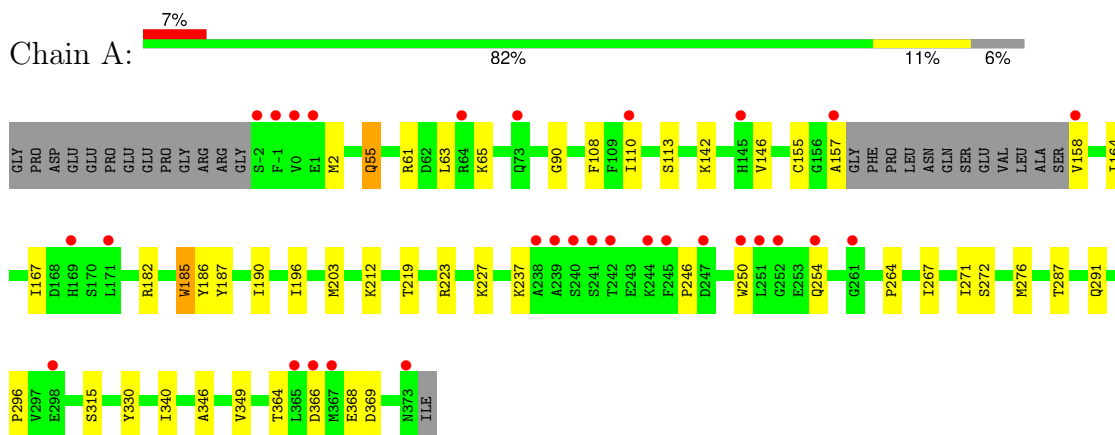 7%
Chain A:
82% 11% 6%
GLY PRO ASP GLU GLU PRO GLU GLU PRO GLY ARG ARG GLY S-2 F-1 V0 E1 M2 Q55 R61 D62 L63 R64 K65 Q73 G90 F108 F109 I110 S113 K142 H145 V146 C155 G156 A157 GLY PHE PRO LEU ASN GLN SER GLU VAL LEU ALA SER V158 I164
I167 D168 H169 S170 L171 R182 W185 Y186 Y187 I190 I196 M203 K212 T219 R223 K227 K237 A238 A239 S240 S241 T242 E243 K244 F245 P246 D247 W250 L251 G252 E253 Q254 G261 P264 I267 I271 S272 M276 T287 Q291
P296 V297 E298 S315 Y330 I340 A346 V349 T364 L365 D366 M367 E368 D369 N373 ILE